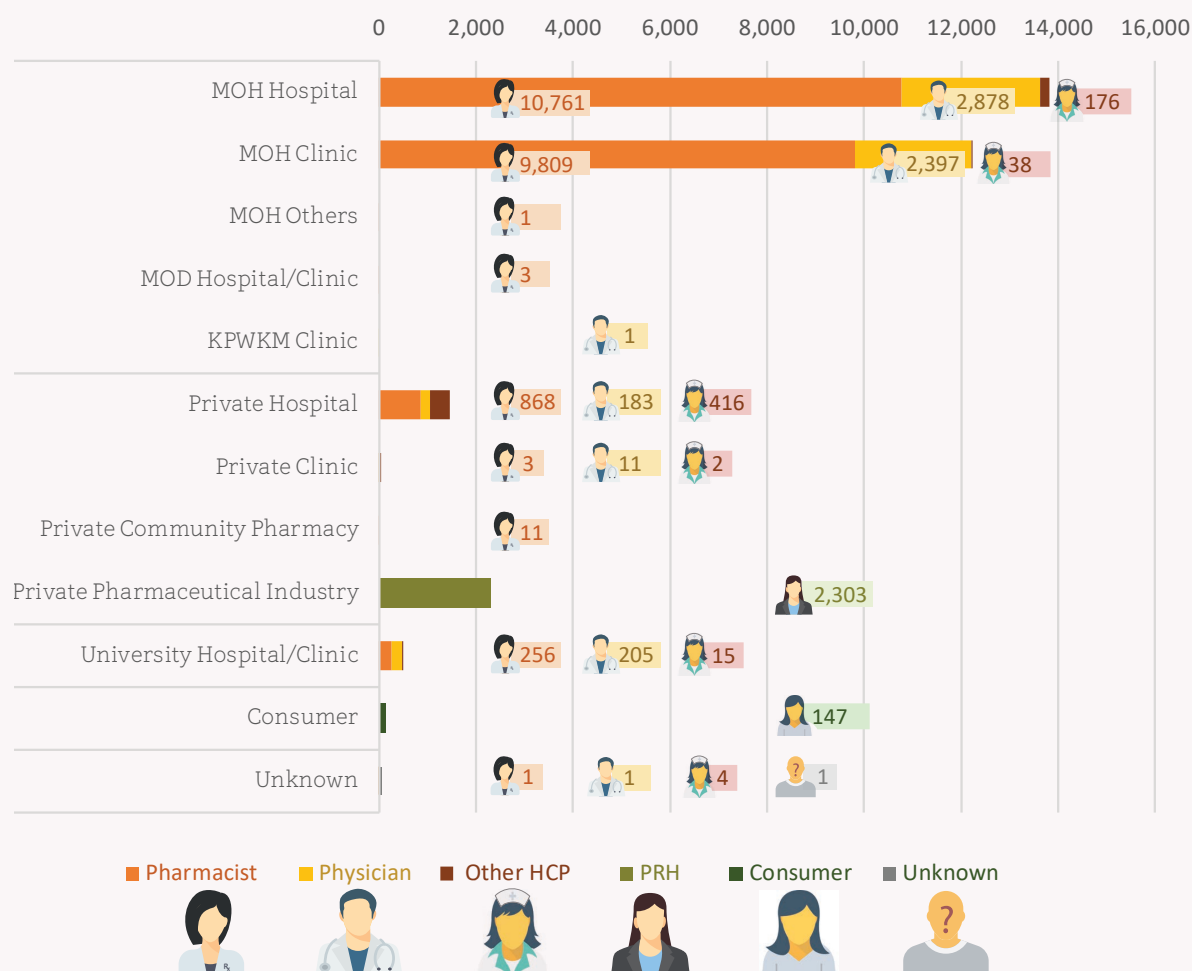 0 2,000 4,000 6,000 8,000 10,000 12,000 14,000 16,000
MOH Hospital 10,761 2,878 176
MOH Clinic 9,809 2,397 38
MOH Others 1
MOD Hospital/Clinic 3
KPWKM Clinic 1
Private Hospital 868 183 416
Private Clinic 3 11 2
Private Community Pharmacy 11
Private Pharmaceutical Industry 2,303
University Hospital/Clinic 256 205 15
Consumer 147
Unknown 1 1 4 ? 1
Pharmacist Physician Other HCP PRH Consumer Unknown
℞ ?